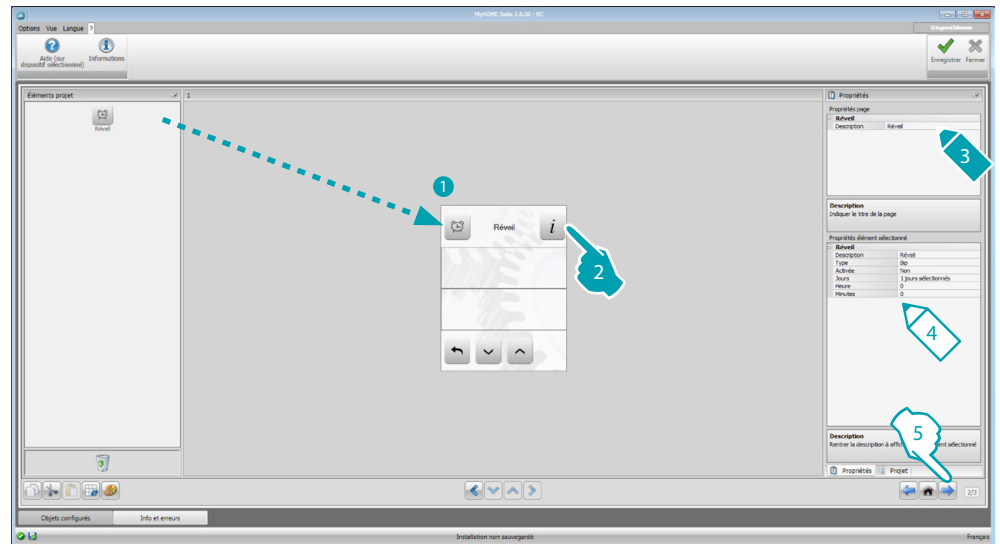 MyHOME Suite 1.0.30 - RC
Options Vue Langue ?
Aide (sur dispositif sélectionné)
Informations
Enregistrer Fermer
Éléments projet
1
Propriétés
Réveil
Propriétés page
Réveil
Description Réveil
3
1
Réveil
i
2
Description
Indiquer le titre de la page
Propriétés élément sélectionné
Réveil
Description Réveil
Type Bip
Activée Non
Jours 1 jours sélectionnés
Heure 0
Minutes 0
4
5
Description
Rentrer la description à
sélectionné
Propriétés Projet
2/3
Objets configurés Info et erreurs
Installation non sauvegardé
Français